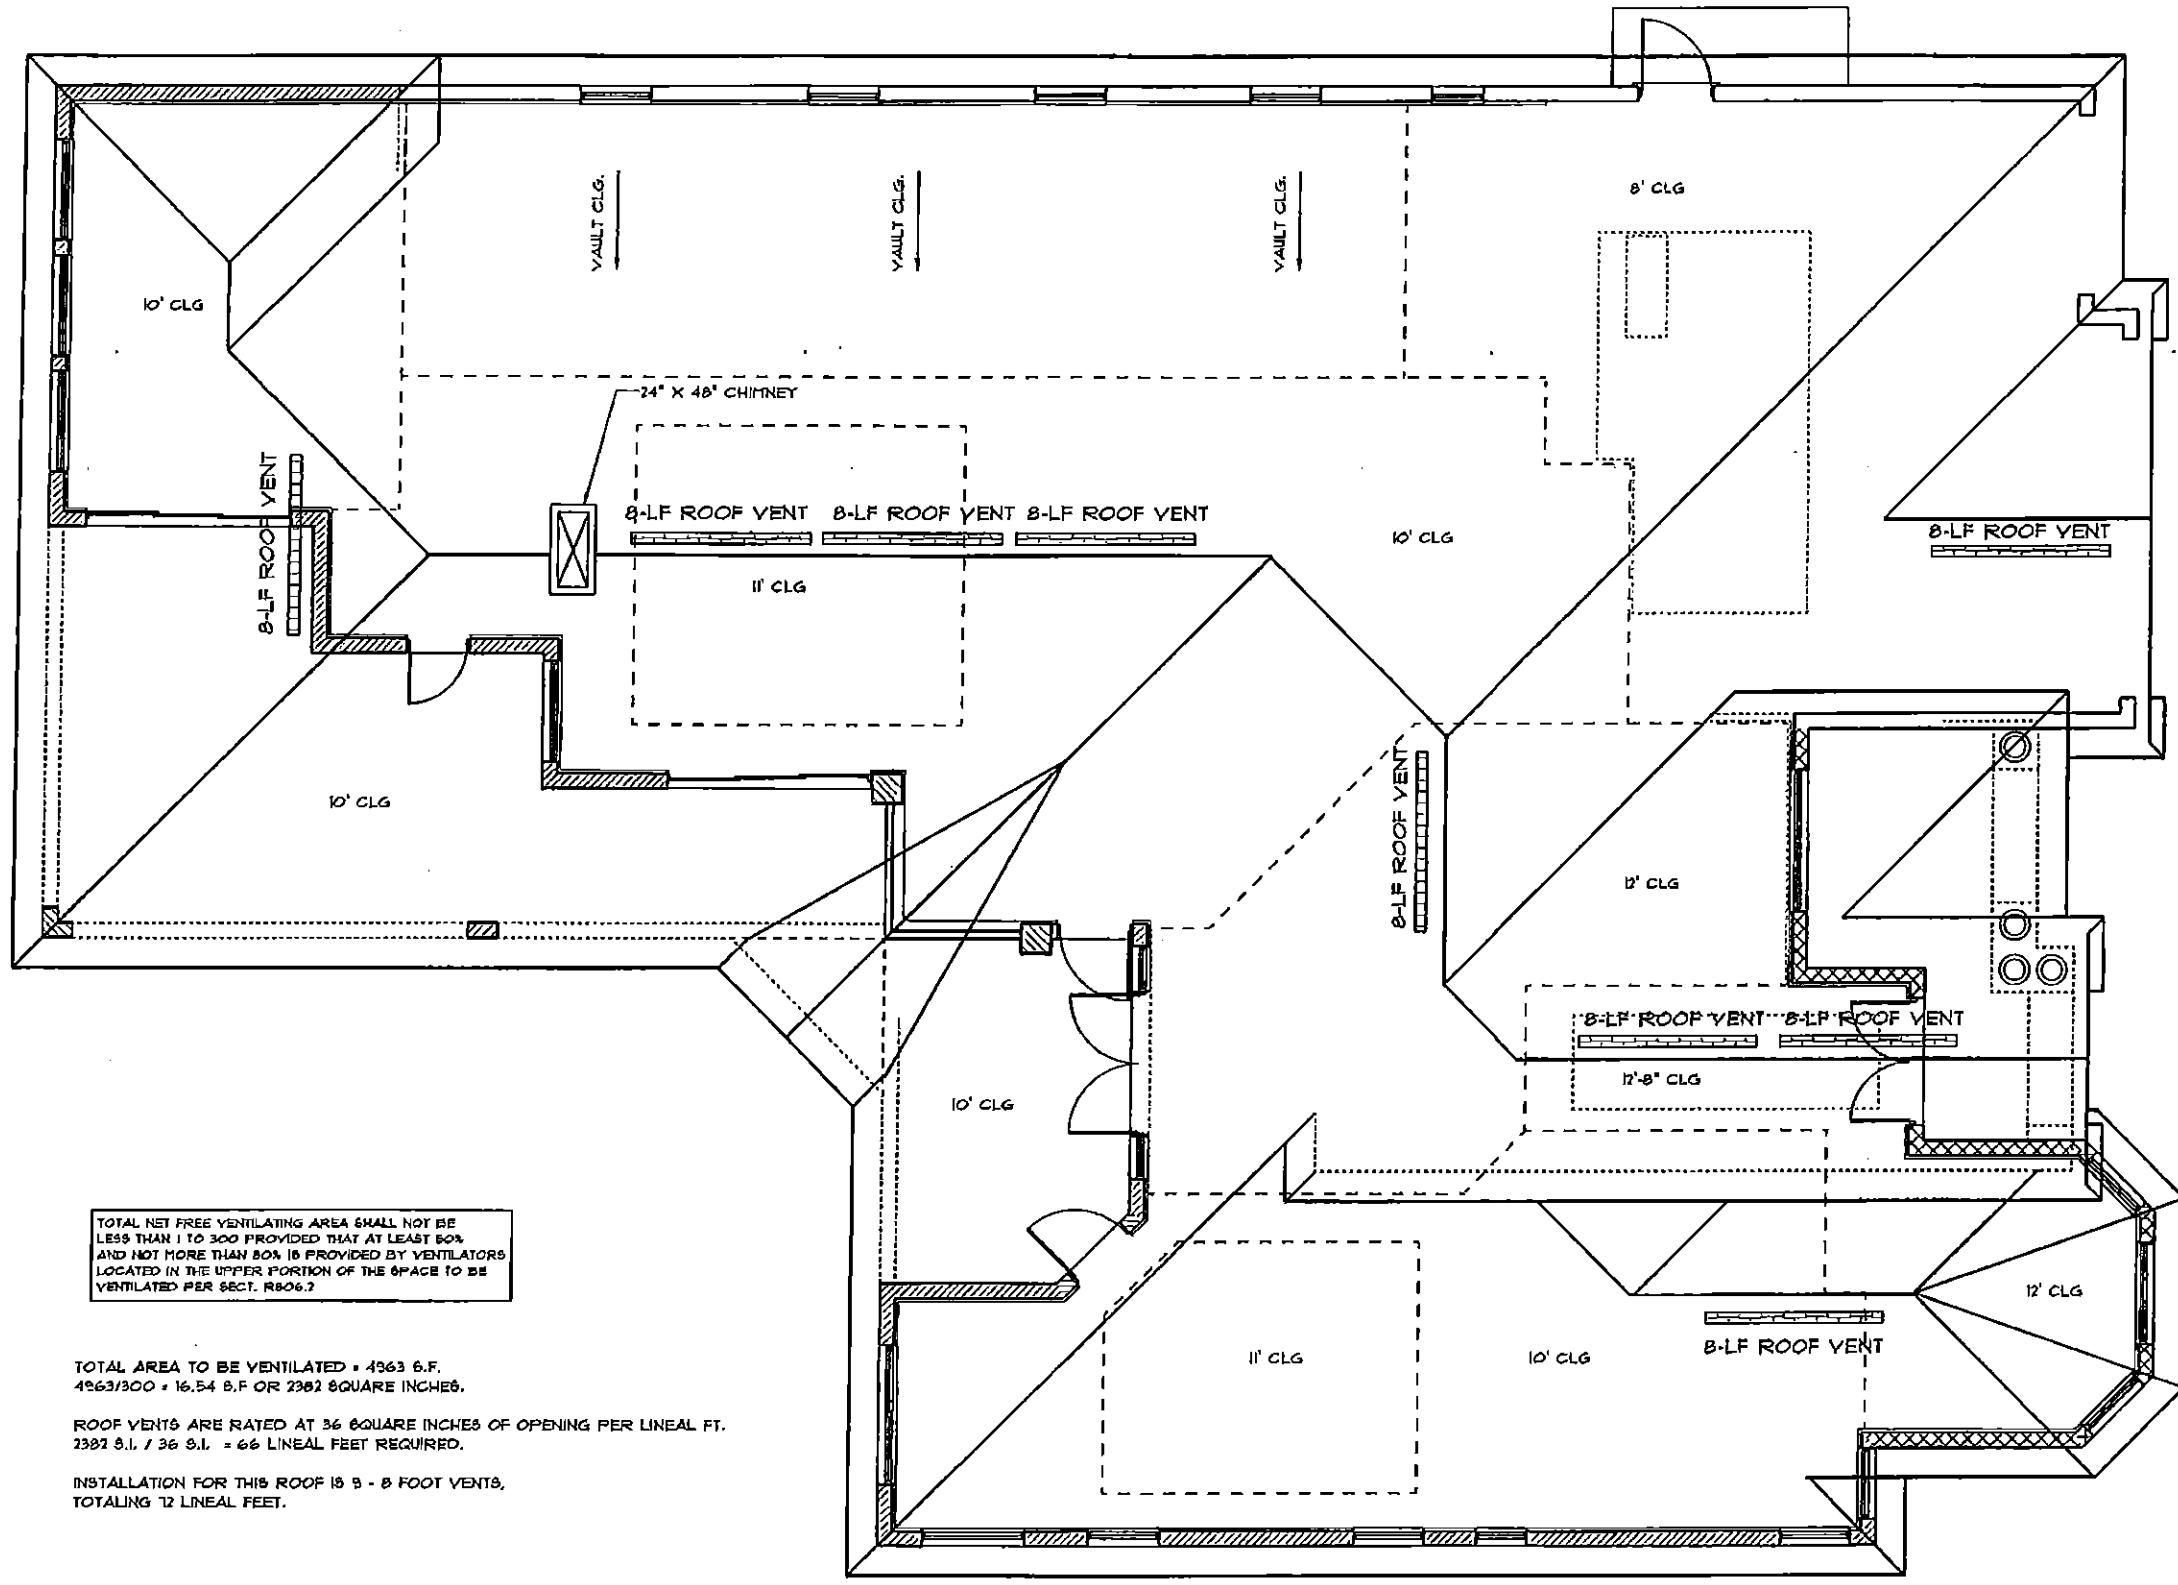 8' CLG
VAULT CLG.
VAULT CLG.
VAULT CLG.
10' CLG
24" X 48" CHIMNEY
8-LF ROOF VENT
8-LF ROOF VENT 8-LF ROOF VENT 8-LF ROOF VENT
10' CLG
8-LF ROOF VENT
11' CLG
10' CLG
8-LF ROOF VENT
12' CLG
8-LF ROOF VENT 8-LF ROOF VENT
12'-8" CLG
10' CLG
12' CLG
8-LF ROOF VENT
11' CLG
10' CLG
TOTAL NET FREE VENTILATING AREA SHALL NOT BE
LESS THAN 1 TO 300 PROVIDED THAT AT LEAST 50%
AND NOT MORE THAN 80% IS PROVIDED BY VENTILATORS
LOCATED IN THE UPPER PORTION OF THE SPACE TO BE
VENTILATED PER SECT. R806.2
TOTAL AREA TO BE VENTILATED = 4963 S.F.
4963/300 = 16.54 S.F OR 2382 SQUARE INCHES.
ROOF VENTS ARE RATED AT 36 SQUARE INCHES OF OPENING PER LINEAL FT.
2382 S.I. / 36 S.I. = 66 LINEAL FEET REQUIRED.
INSTALLATION FOR THIS ROOF IS 9 - 8 FOOT VENTS,
TOTALING 72 LINEAL FEET.